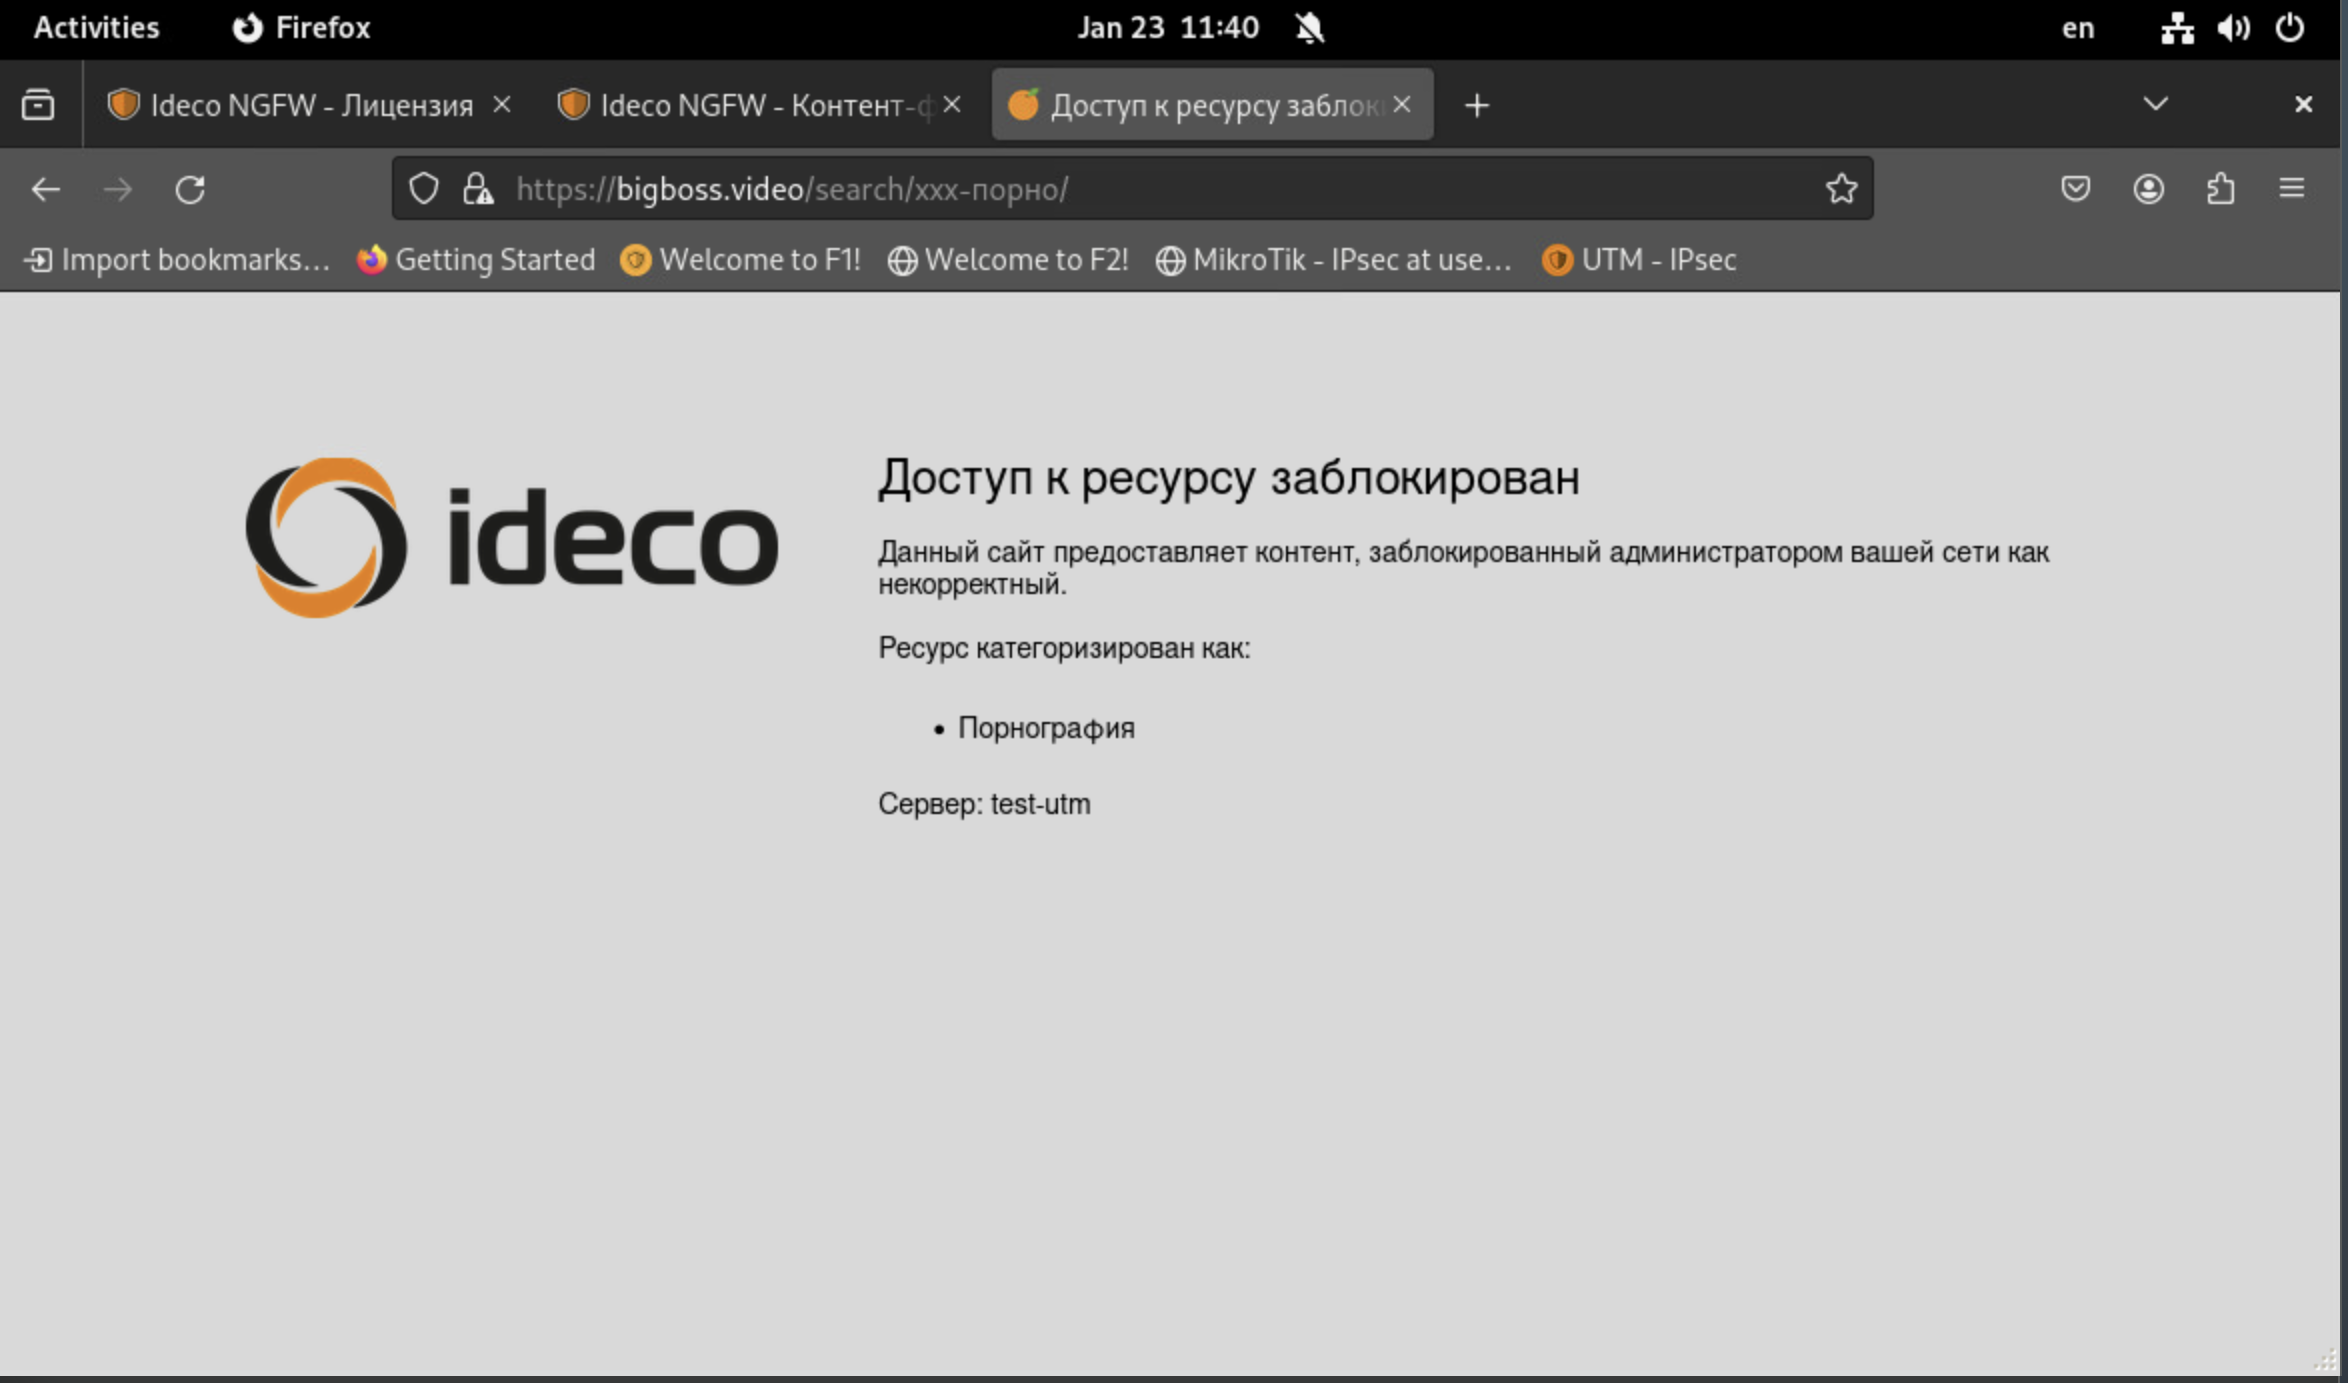 Activities Firefox Jan 23 11:40 en
Ideco NGFW - Лицензия Ideco NGFW - Контент-ф Доступ к ресурсу заблок
https://bigboss.video/search/xxx-порно/
Import bookmarks... Getting Started Welcome to F1! Welcome to F2! MikroTik - IPsec at use... UTM - IPsec
ideco
Доступ к ресурсу заблокирован
Данный сайт предоставляет контент, заблокированный администратором вашей сети как
некорректный.
Ресурс категоризирован как:
• Порнография
Сервер: test-utm